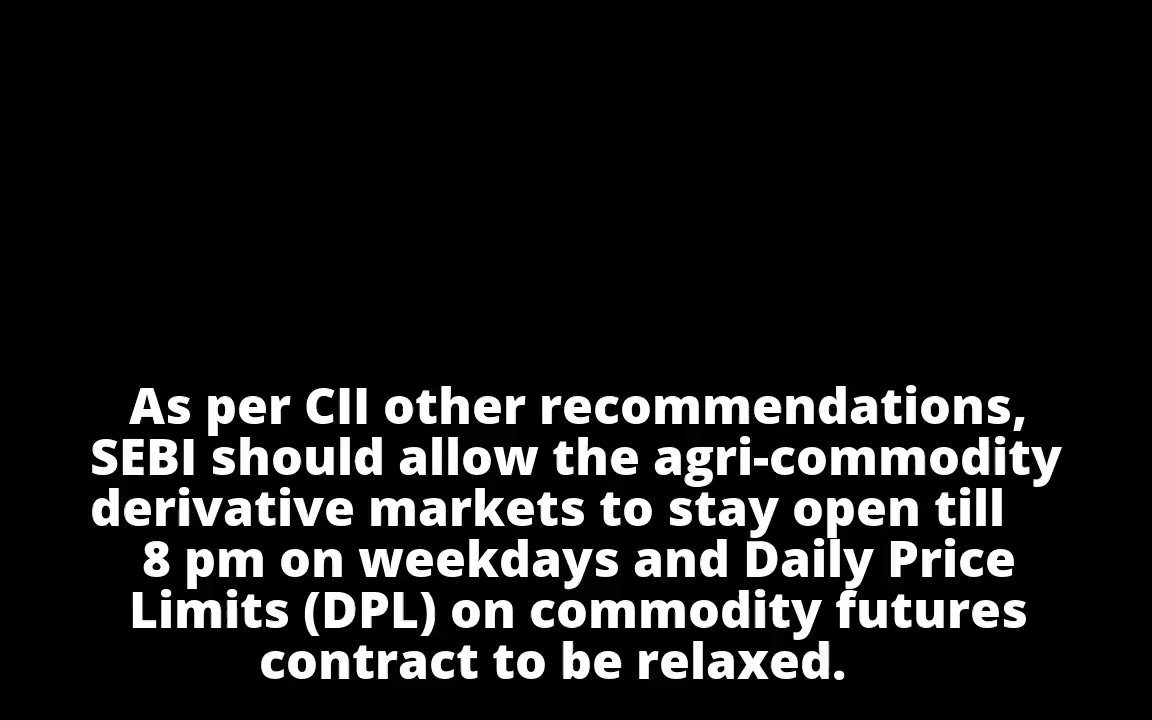 As per CII other recommendations,
SEBI should allow the agri-commodity
derivative markets to stay open till
8 pm on weekdays and Daily Price
Limits (DPL) on commodity futures
contract to be relaxed.